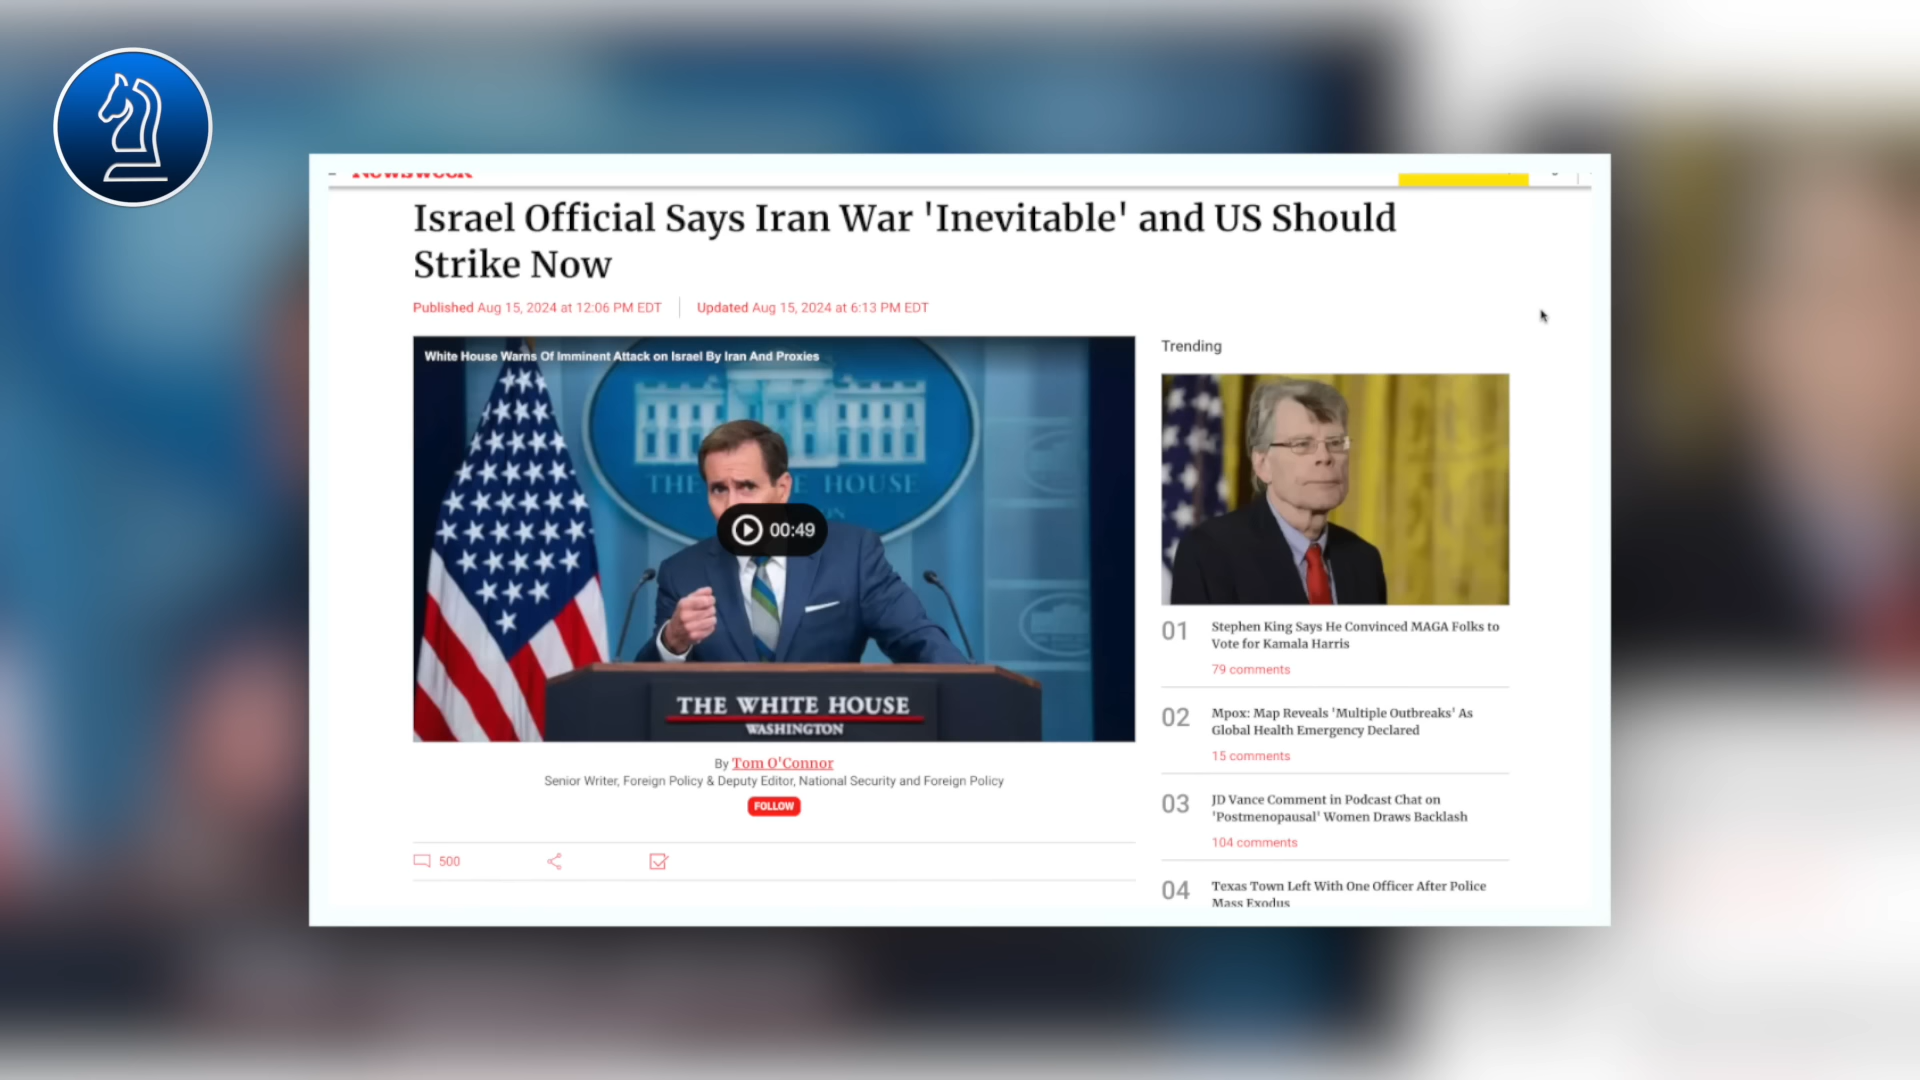 Newsweek
Israel Official Says Iran War 'Inevitable' and US Should
Strike Now
Published Aug 15, 2024 at 12:06 PM EDT
Updated Aug 15, 2024 at 6:13 PM EDT
White House Warns Of Imminent Attack on Israel By Iran And Proxies
THE
E HOUSE
ON
00:49
THE WHITE HOUSE
WASHINGTON
By Tom O'Connor
Senior Writer, Foreign Policy & Deputy Editor, National Security and Foreign Policy
FOLLOW
500
Trending
01
Stephen King Says He Convinced MAGA Folks to
Vote for Kamala Harris
79 comments
02
Mpox: Map Reveals 'Multiple Outbreaks' As
Global Health Emergency Declared
15 comments
03
JD Vance Comment in Podcast Chat on
'Postmenopausal' Women Draws Backlash
104 comments
04
Texas Town Left With One Officer After Police
Mass Exodus